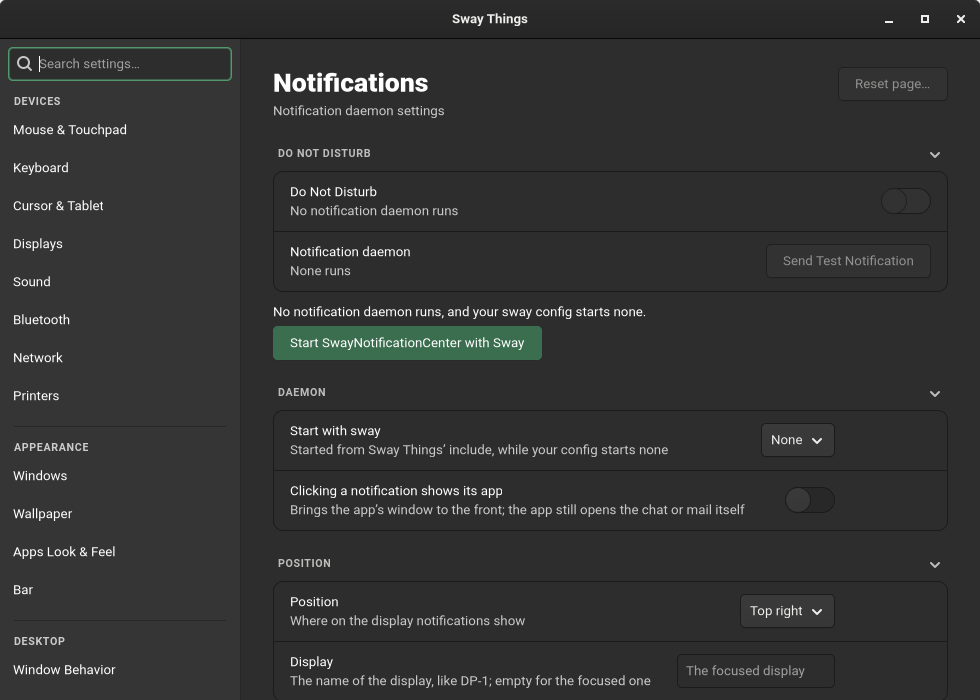 Sway Things
Search settings…
DEVICES
Mouse & Touchpad
Keyboard
Cursor & Tablet
Displays
Sound
Bluetooth
Network
Printers
APPEARANCE
Windows
Wallpaper
Apps Look & Feel
Bar
DESKTOP
Window Behavior
Notifications
Notification daemon settings
Reset page…
DO NOT DISTURB
Do Not Disturb
No notification daemon runs
Notification daemon
None runs
Send Test Notification
No notification daemon runs, and your sway config starts none.
Start SwayNotificationCenter with Sway
DAEMON
Start with sway
Started from Sway Things’ include, while your config starts none
None
Clicking a notification shows its app
Brings the app’s window to the front; the app still opens the chat or mail itself
POSITION
Position
Where on the display notifications show
Top right
Display
The name of the display, like DP-1; empty for the focused one
The focused display